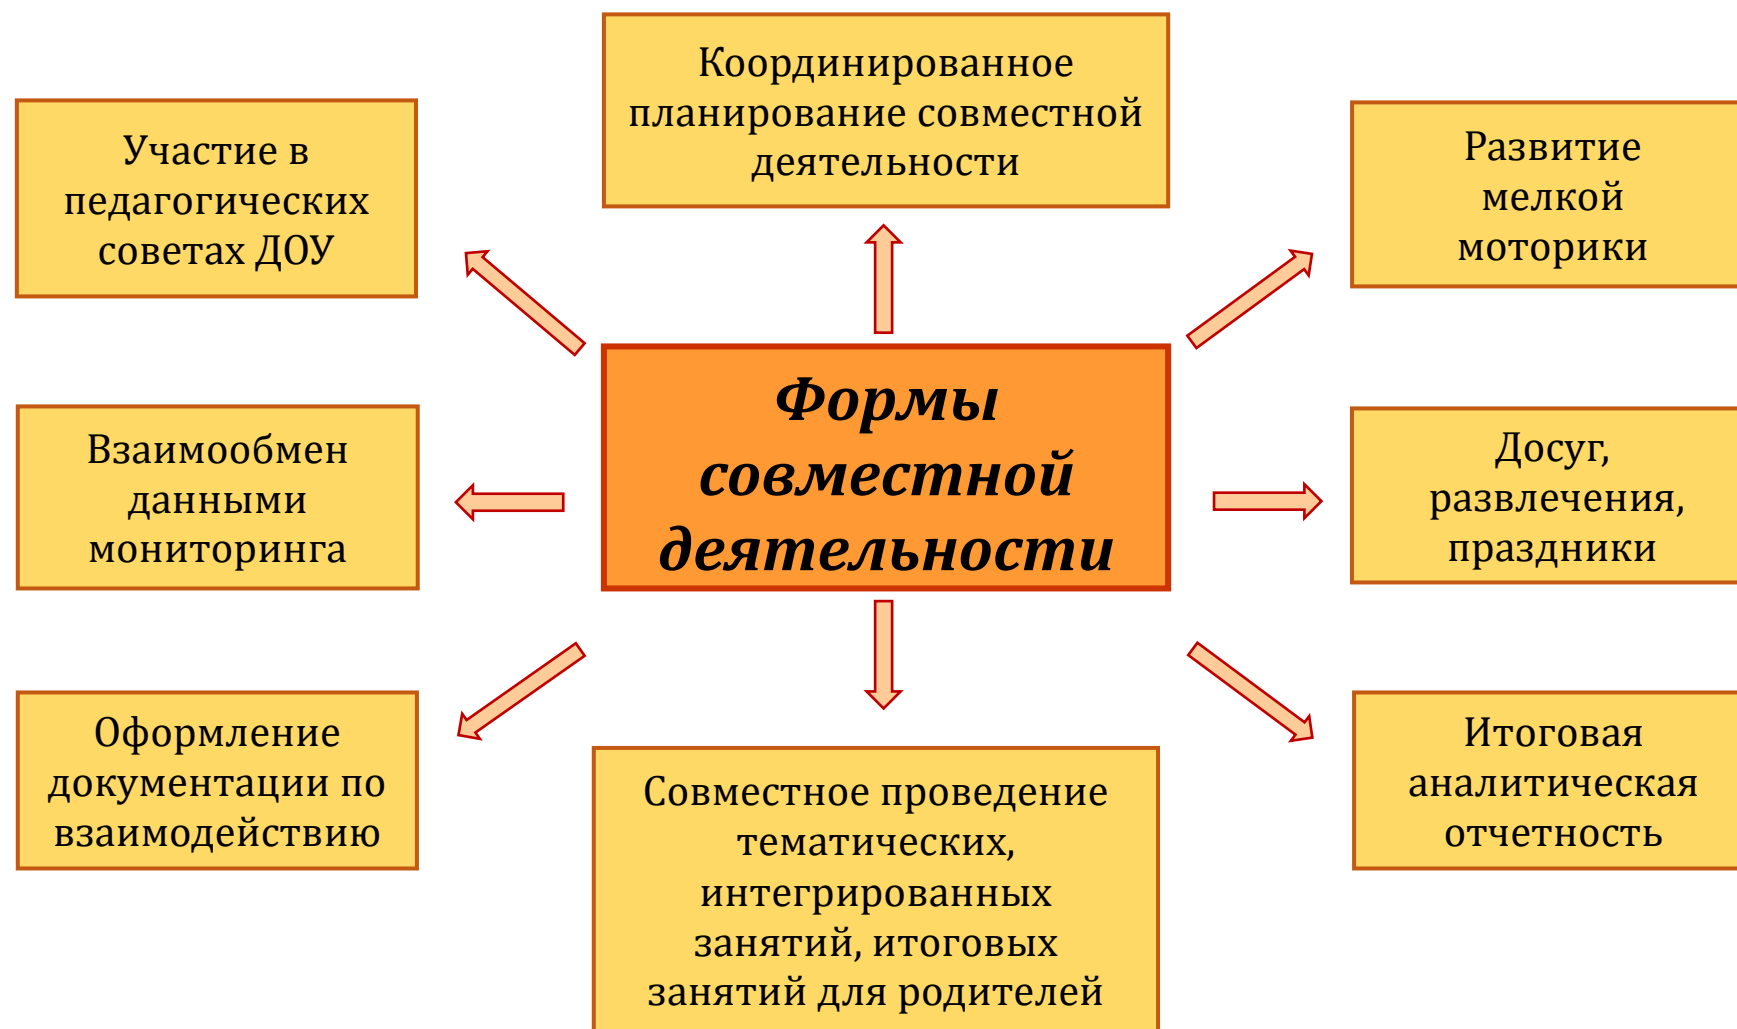 Координированное
планирование совместной
деятельности
Участие в
педагогических
советах ДОУ
Развитие
мелкой
моторики
Формы
совместной
деятельности
Взаимообмен
данными
мониторинга
Досуг,
развлечения,
праздники
Оформление
документации по
взаимодействию
Совместное проведение
тематических,
интегрированных
занятий, итоговых
занятий для родителей
Итоговая
аналитическая
отчетность